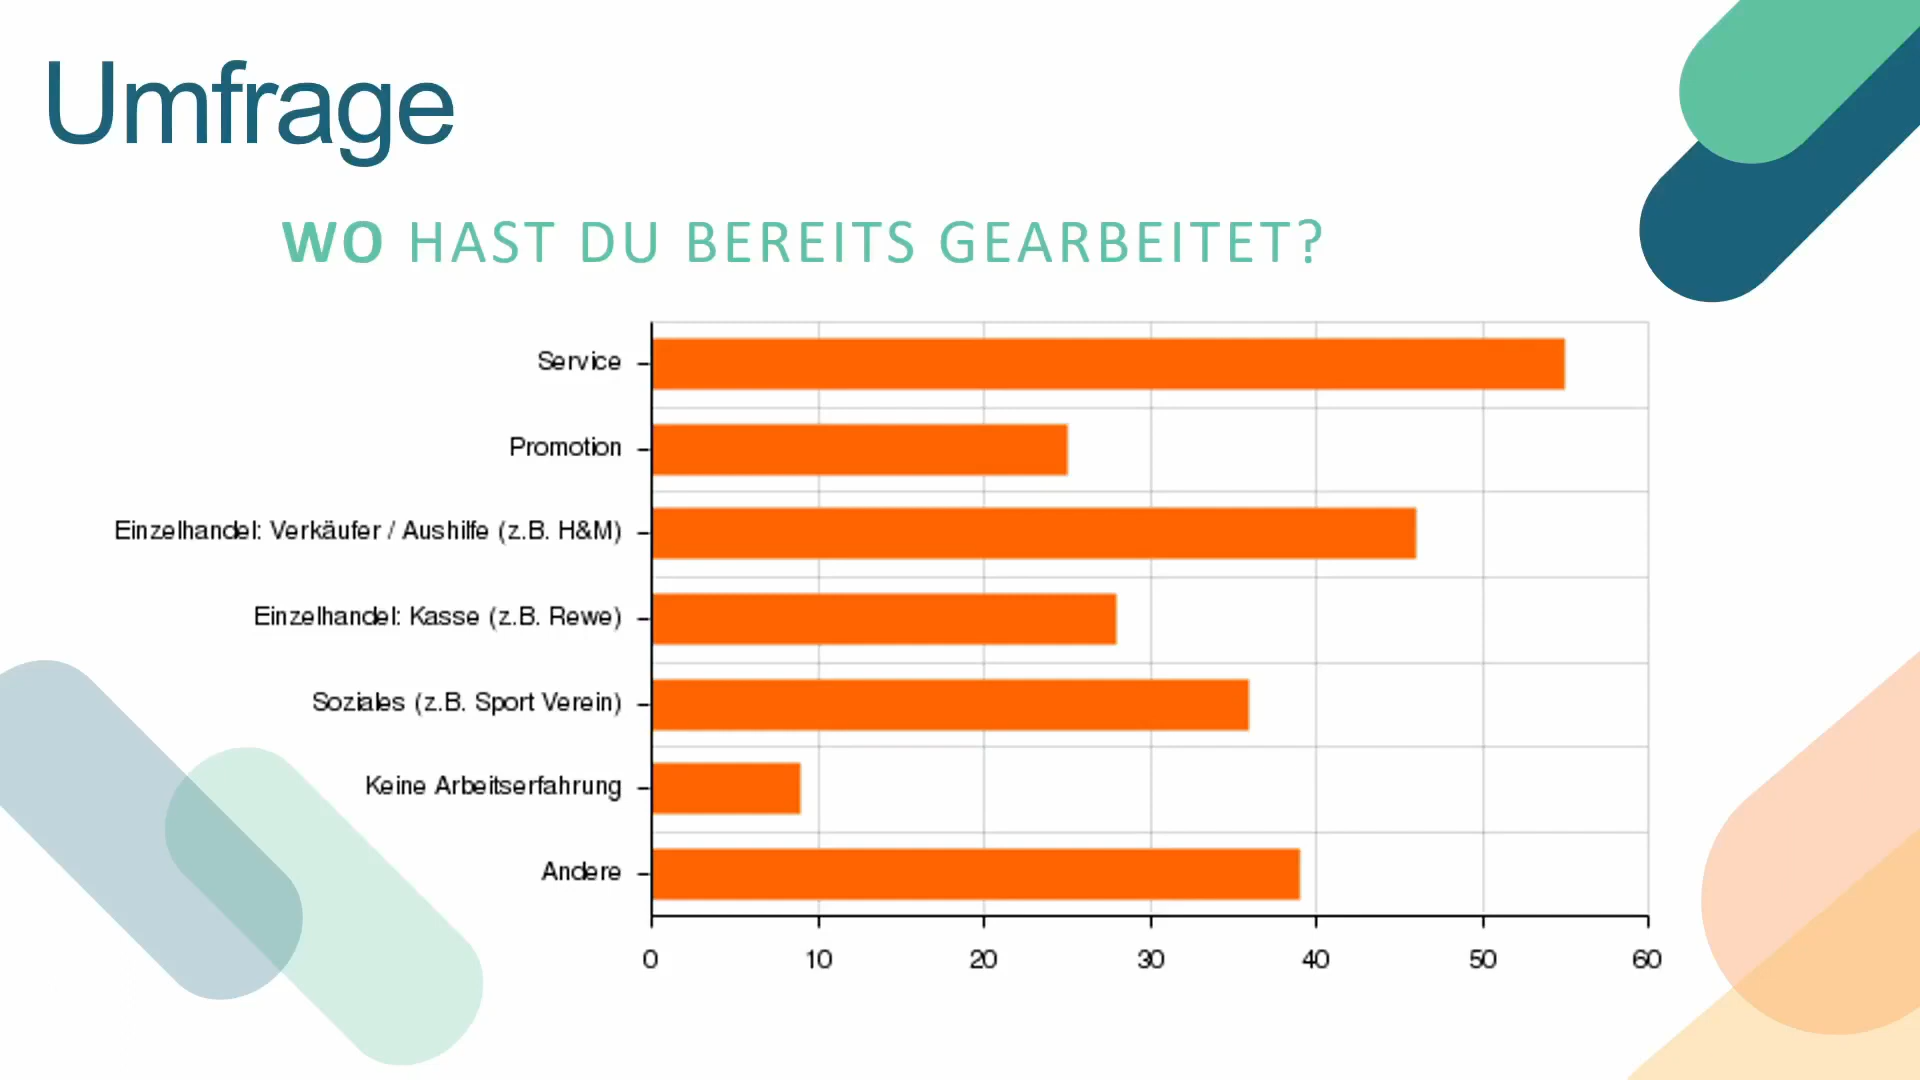 Umfrage
WO HAST DU BEREITS GEARBEITET?
Service
Promotion
Einzelhandel: Verkäufer / Aushilfe (z.B. H&M)
Einzelhandel: Kasse (z.B. Rewe)
Soziales (z.B. Sport Verein)
Keine Arbeitserfahrung
Andere
0 10 20 30 40 50 60